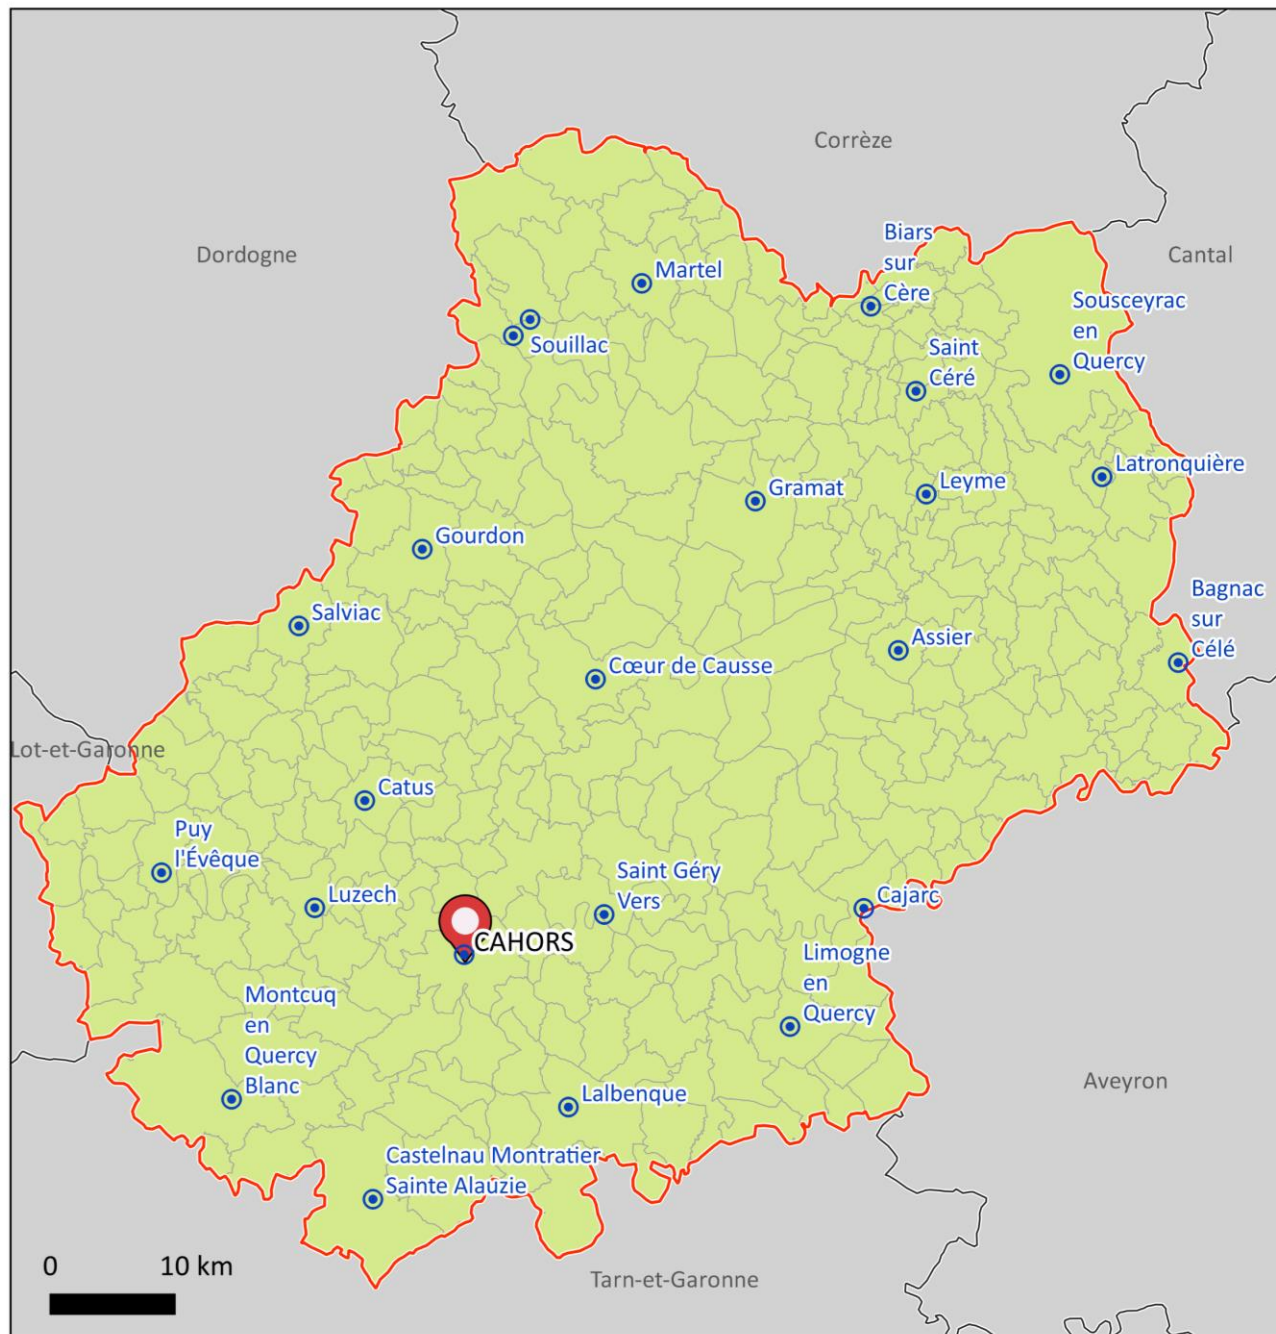 Corrèze
Dordogne
Cantal
Biars
sur
Cère
Martel
Sousceyrac
en
Quercy
Souillac
Saint
Céré
Latronquière
Gramat
Leyme
Gourdon
Bagnac
sur
Célé
Salviac
Assier
Cœur de Causse
Lot-et-Garonne
Catus
Puy
l'Évêque
Saint Géry
Vers
Luzech
Cajarc
CAHORS
Limogne
en
Quercy
Montcuq
en
Quercy
Blanc
Lalbenque
Aveyron
Castelnau Montratier
Sainte Alauzie
0 10 km
Tarn-et-Garonne